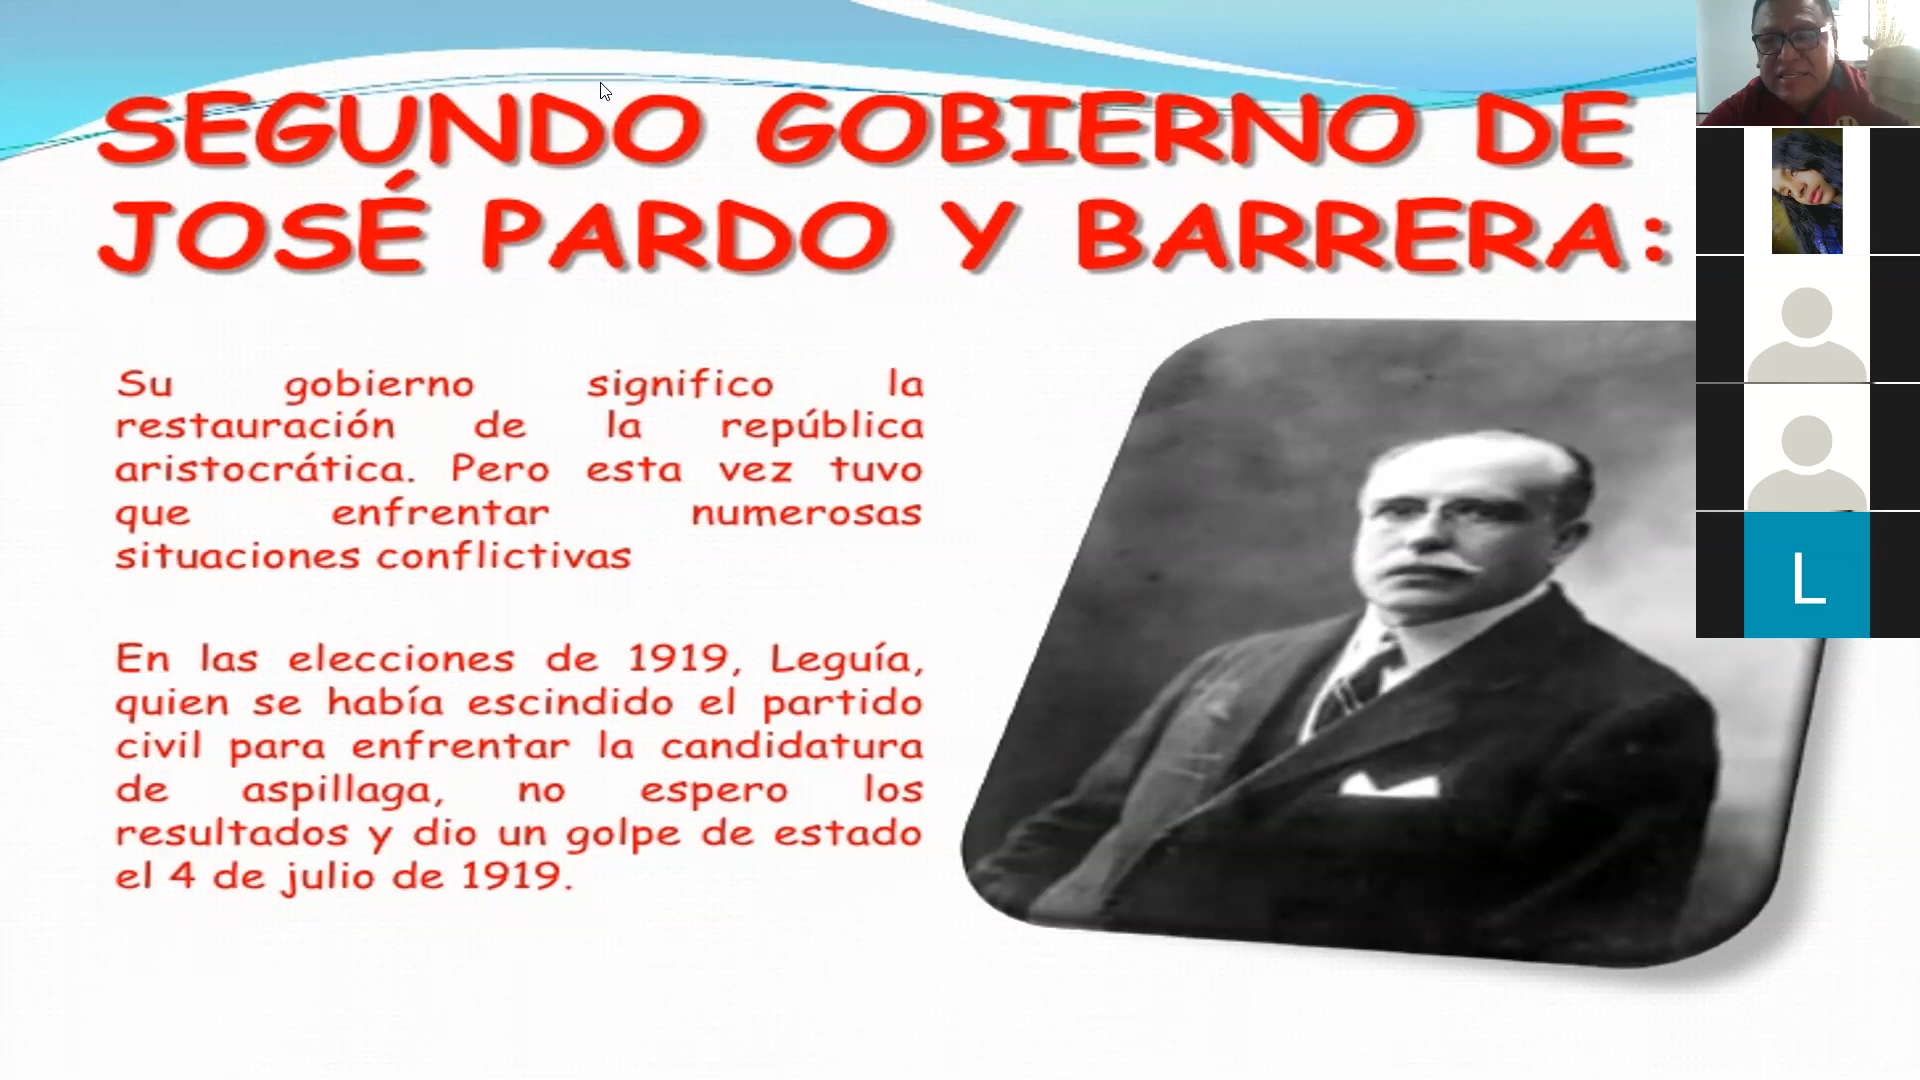 SEGUNDO GOBIERNO DE
JOSÉ PARDO Y BARRERA:
Su gobierno significo la
restauración de la república
aristocrática. Pero esta vez tuvo
que enfrentar numerosas
situaciones conflictivas
En las elecciones de 1919, Leguía,
quien se había escindido el partido
civil para enfrentar la candidatura
de aspillaga, no espero los
resultados y dio un golpe de estado
el 4 de julio de 1919.
L